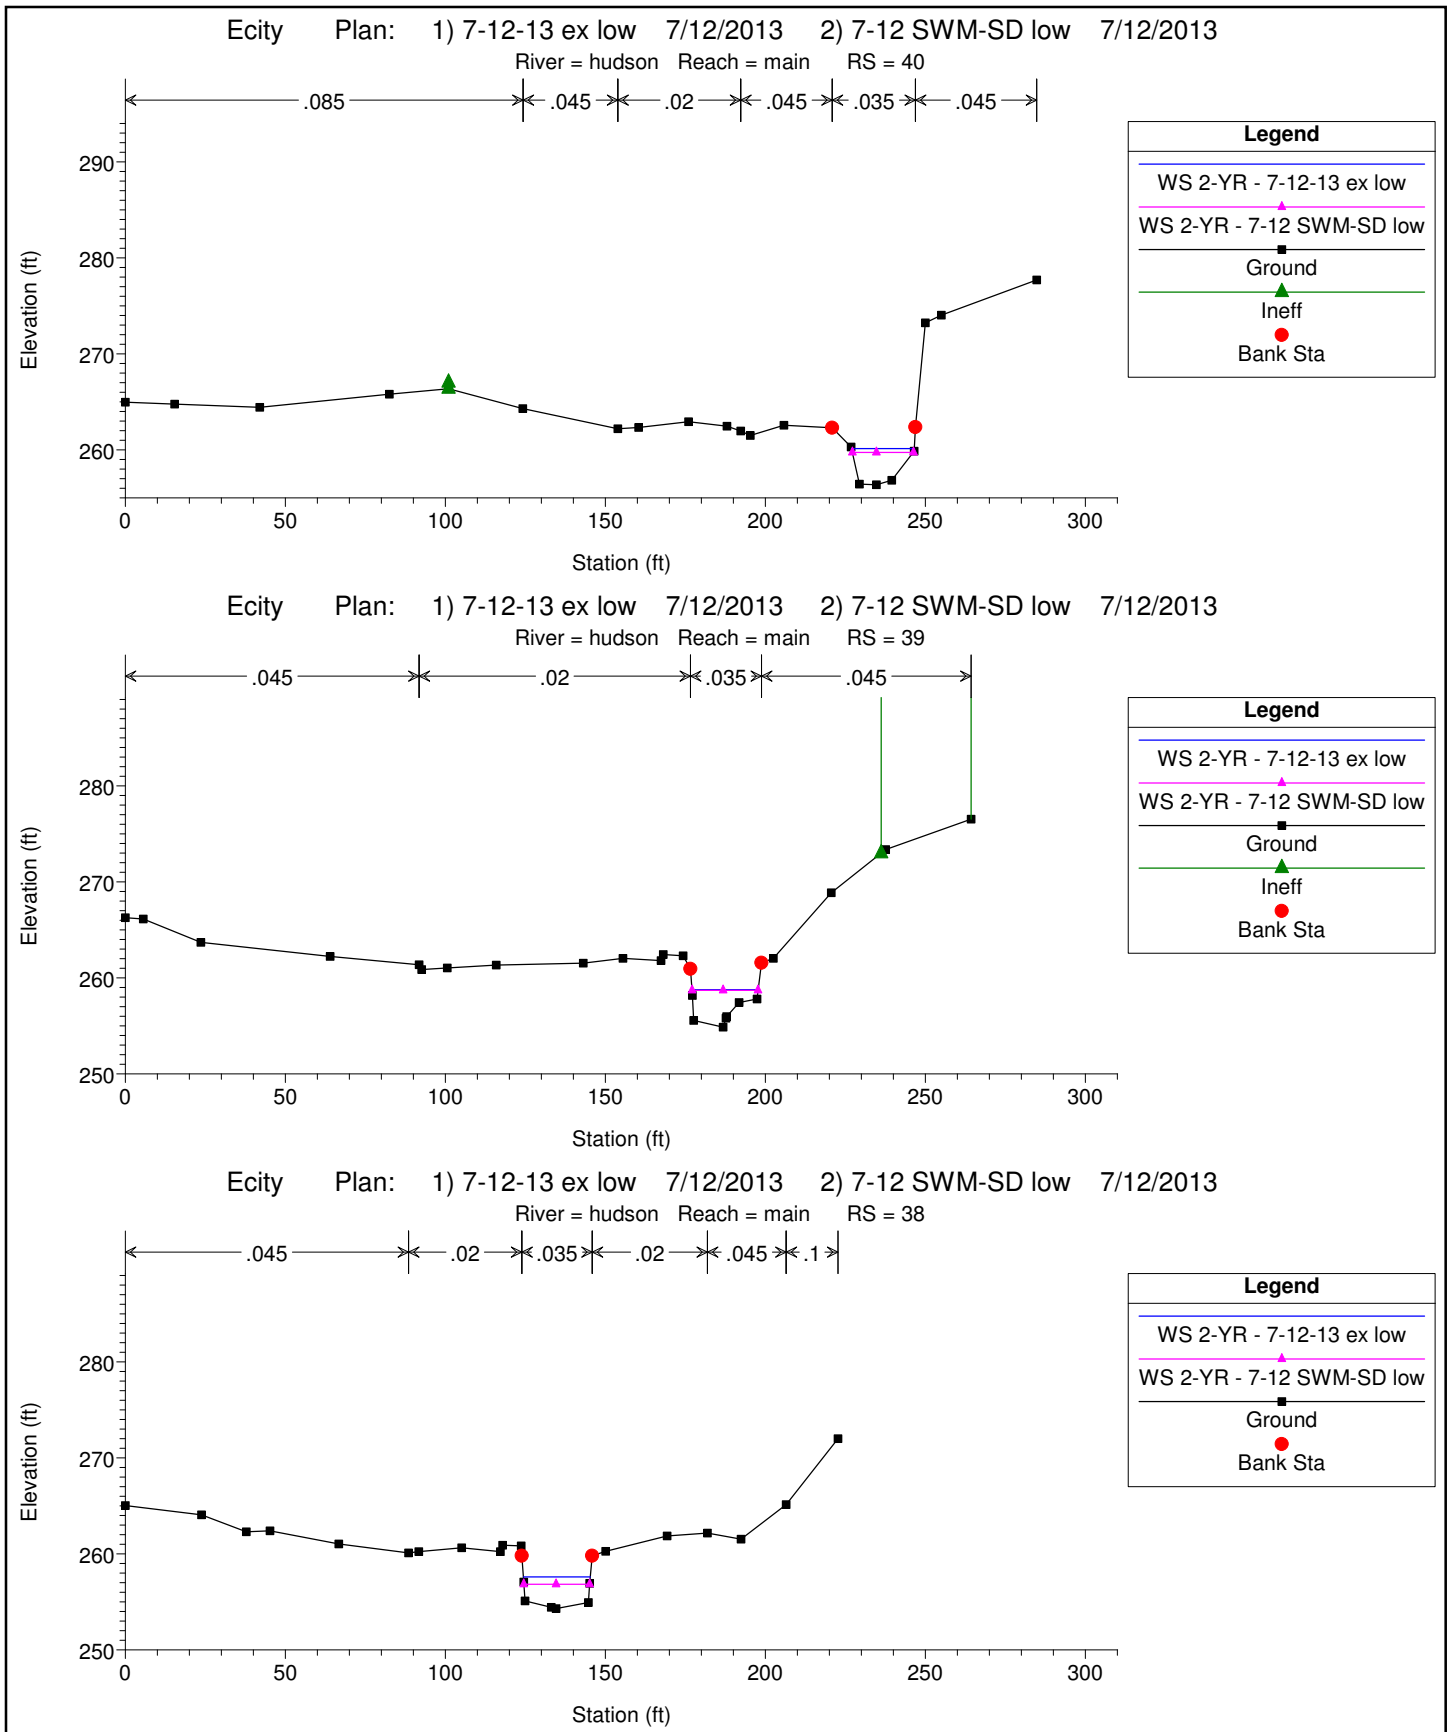 Ecity Plan: 1) 7-12-13 ex low 7/12/2013 2) 7-12 SWM-SD low 7/12/2013
River = hudson Reach = main RS = 40
.085 .045 .02 .045 .035 .045
290
280
270
260
Elevation (ft)
0 50 100 150 200 250 300
Station (ft)
Legend
WS 2-YR - 7-12-13 ex low
WS 2-YR - 7-12 SWM-SD low
Ground
Ineff
Bank Sta
Ecity Plan: 1) 7-12-13 ex low 7/12/2013 2) 7-12 SWM-SD low 7/12/2013
River = hudson Reach = main RS = 39
.045 .02 .035 .045
280
270
260
250
Elevation (ft)
0 50 100 150 200 250 300
Station (ft)
Legend
WS 2-YR - 7-12-13 ex low
WS 2-YR - 7-12 SWM-SD low
Ground
Ineff
Bank Sta
Ecity Plan: 1) 7-12-13 ex low 7/12/2013 2) 7-12 SWM-SD low 7/12/2013
River = hudson Reach = main RS = 38
.045 .02 .035 .02 .045 .1
280
270
260
250
Elevation (ft)
0 50 100 150 200 250 300
Station (ft)
Legend
WS 2-YR - 7-12-13 ex low
WS 2-YR - 7-12 SWM-SD low
Ground
Bank Sta